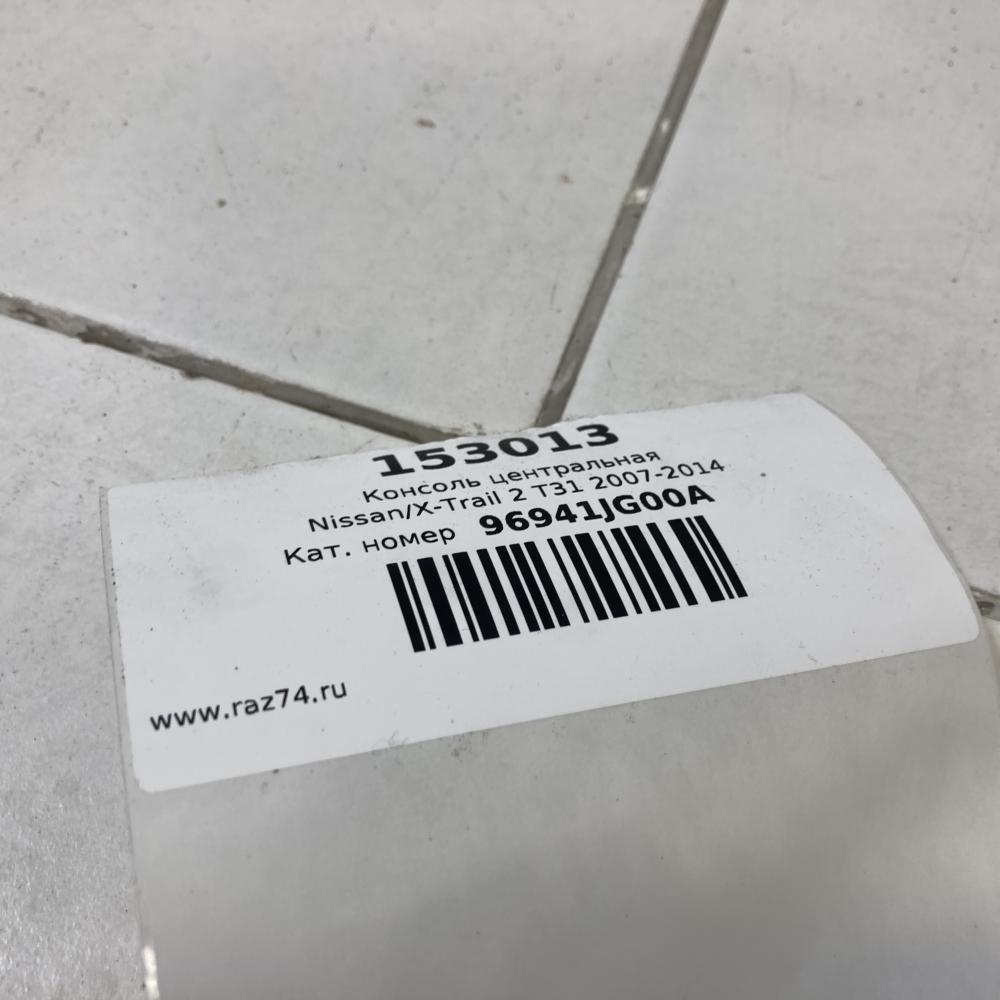 153013
Консоль центральная
Nissan/X-Trail 2 T31 2007-2014
Кат. номер 96941JG00A
www.raz74.ru